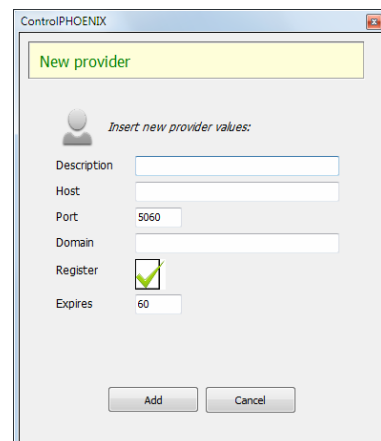 ControlPHOENIX
New provider
Insert new provider values:
Description
Host
Port 5060
Domain
Register
Expires 60
Add Cancel